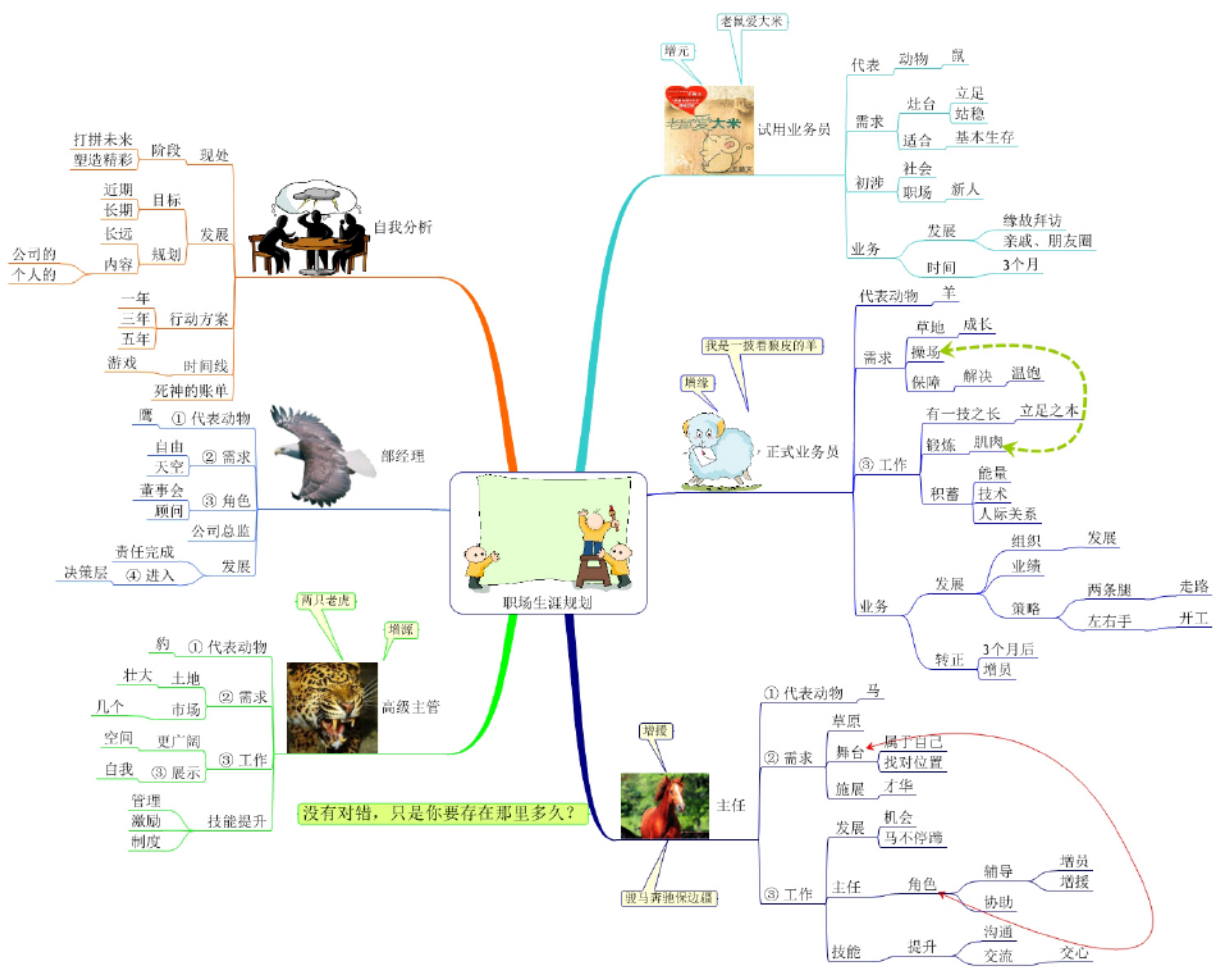 职场生涯规划
老鼠爱大米
增元
老鼠爱大米
试用业务员
代表
动物
鼠
需求
灶台
立足
站稳
适合
基本生存
初涉
社会
职场
新人
业务
发展
缘故拜访
亲戚、朋友圈
时间
3个月
我是一披着狼皮的羊
增缘
,正式业务员
代表动物
羊
需求
草地
成长
操场
保障
解决
温饱
③ 工作
有一技之长
立足之本
锻炼
肌肉
积蓄
能量
技术
人际关系
业务
发展
组织
发展
业绩
策略
两条腿
走路
左右手
开工
转正
3个月后
增员
增援
主任
骏马奔驰保边疆
① 代表动物
马
② 需求
草原
舞台
属于自己
找对位置
施展
才华
③ 工作
发展
机会
马不停蹄
主任
角色
辅导
增员
增援
协助
技能
提升
沟通
交流
交心
没有对错，只是你要存在那里多久？
两只老虎
增源
高级主管
① 代表动物
豹
② 需求
土地
壮大
市场
几个
③ 工作
更广阔
空间
③ 展示
自我
技能提升
管理
激励
制度
部经理
① 代表动物
鹰
② 需求
自由
天空
③ 角色
董事会
顾问
公司总监
发展
责任完成
④ 进入
决策层
自我分析
现处
阶段
打拼未来
塑造精彩
发展
目标
近期
长期
规划
长远
内容
公司的
个人的
行动方案
一年
三年
五年
时间线
游戏
死神的账单